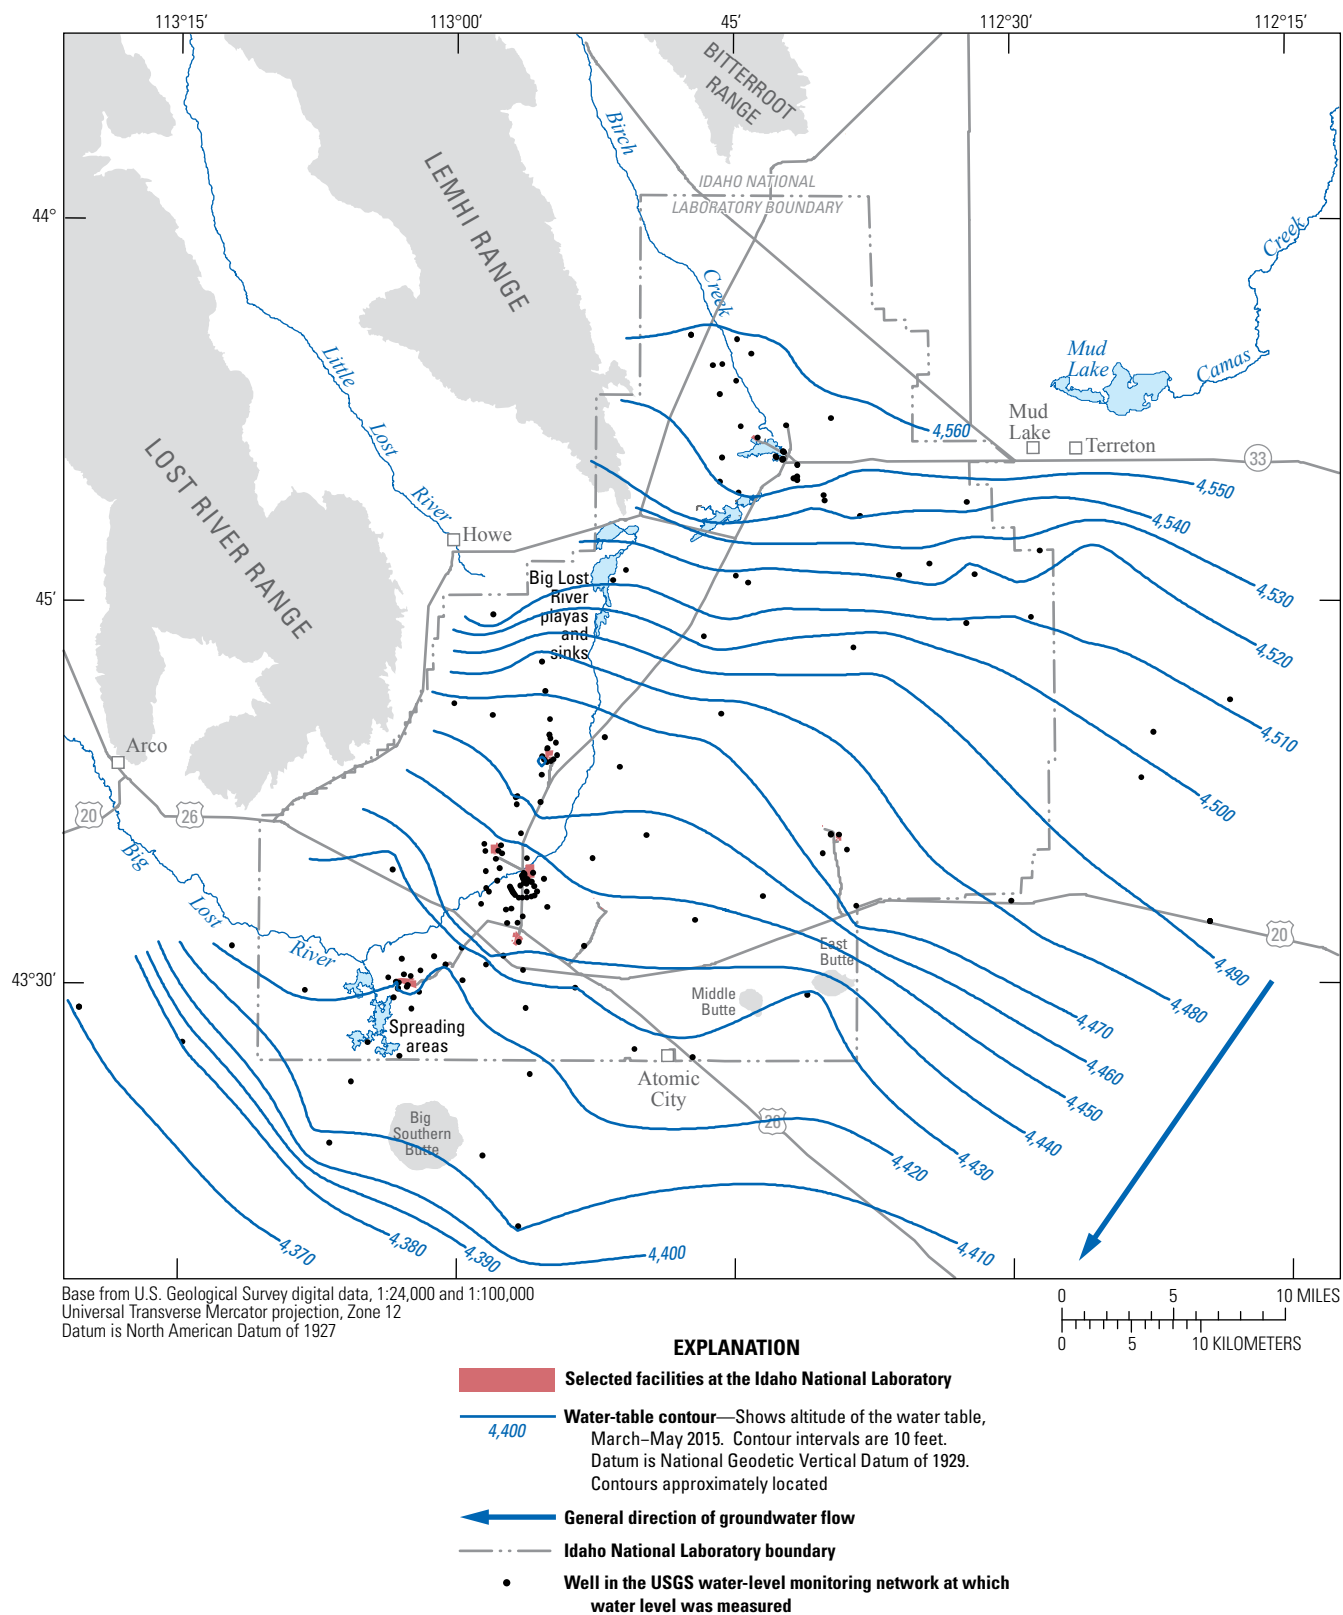 113°15′
113°00′
45′
112°30′
112°15′
BITTERROOT
RANGE
Birch
LEMHI RANGE
IDAHO NATIONAL
LABORATORY BOUNDARY
44°
Creek
Creek
Little
Lost
River
Mud
Lake
Camas
Mud
Lake
Terreton
33
4,560
LOST RIVER RANGE
4,550
4,540
Howe
Big Lost
River
playas
and
sinks
4,530
45′
4,520
4,510
Arco
4,500
20
26
Big
Lost
River
20
East
Butte
4,490
43°30′
Middle
Butte
4,480
4,470
Spreading
areas
4,460
Atomic
City
4,450
Big
Southern
Butte
20
4,440
4,430
4,420
4,370
4,380
4,390
4,400
4,410
Base from U.S. Geological Survey digital data, 1:24,000 and 1:100,000
Universal Transverse Mercator projection, Zone 12
Datum is North American Datum of 1927
0 5 10 MILES
0 5 10 KILOMETERS
EXPLANATION
Selected facilities at the Idaho National Laboratory
Water-table contour—Shows altitude of the water table,
4,400
March–May 2015. Contour intervals are 10 feet.
Datum is National Geodetic Vertical Datum of 1929.
Contours approximately located
General direction of groundwater flow
Idaho National Laboratory boundary
Well in the USGS water-level monitoring network at which
water level was measured